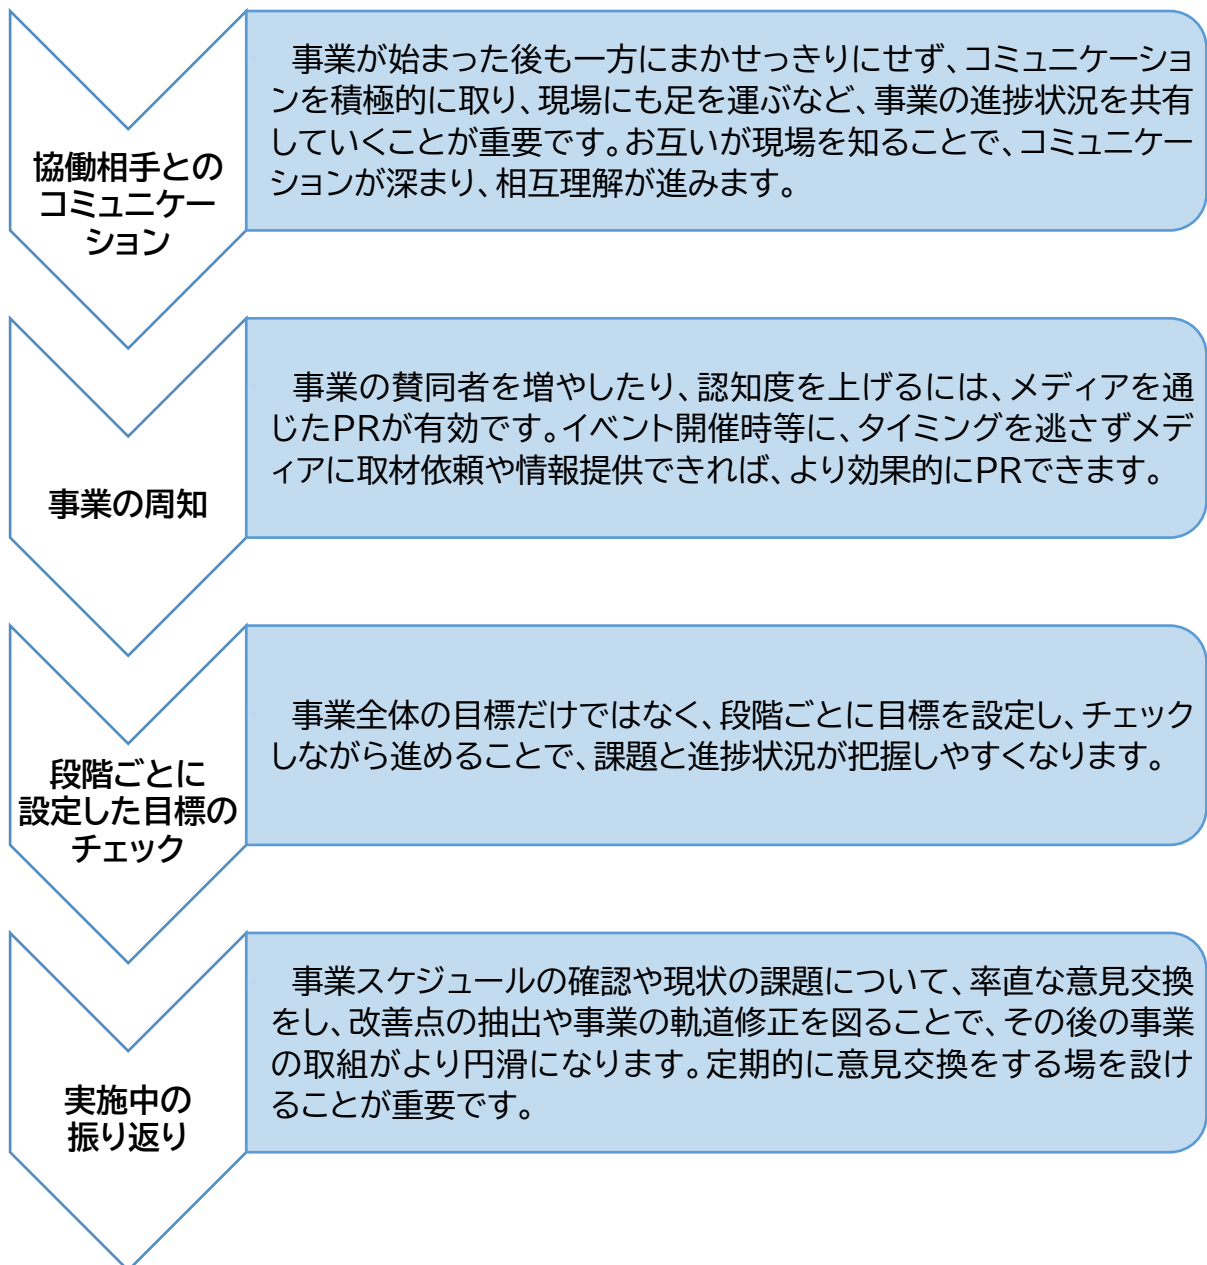 協働相手との
コミュニケー
ション
　事業が始まった後も一方にまかせっきりにせず、コミュニケーショ
ンを積極的に取り、現場にも足を運ぶなど、事業の進捗状況を共有
していくことが重要です。お互いが現場を知ることで、コミュニケー
ションが深まり、相互理解が進みます。
事業の周知
　事業の賛同者を増やしたり、認知度を上げるには、メディアを通
じたPRが有効です。イベント開催時等に、タイミングを逃さずメデ
ィアに取材依頼や情報提供できれば、より効果的にPRできます。
段階ごとに
設定した目標の
チェック
　事業全体の目標だけではなく、段階ごとに目標を設定し、チェック
しながら進めることで、課題と進捗状況が把握しやすくなります。
実施中の
振り返り
　事業スケジュールの確認や現状の課題について、率直な意見交換
をし、改善点の抽出や事業の軌道修正を図ることで、その後の事業
の取組がより円滑になります。定期的に意見交換をする場を設け
ることが重要です。